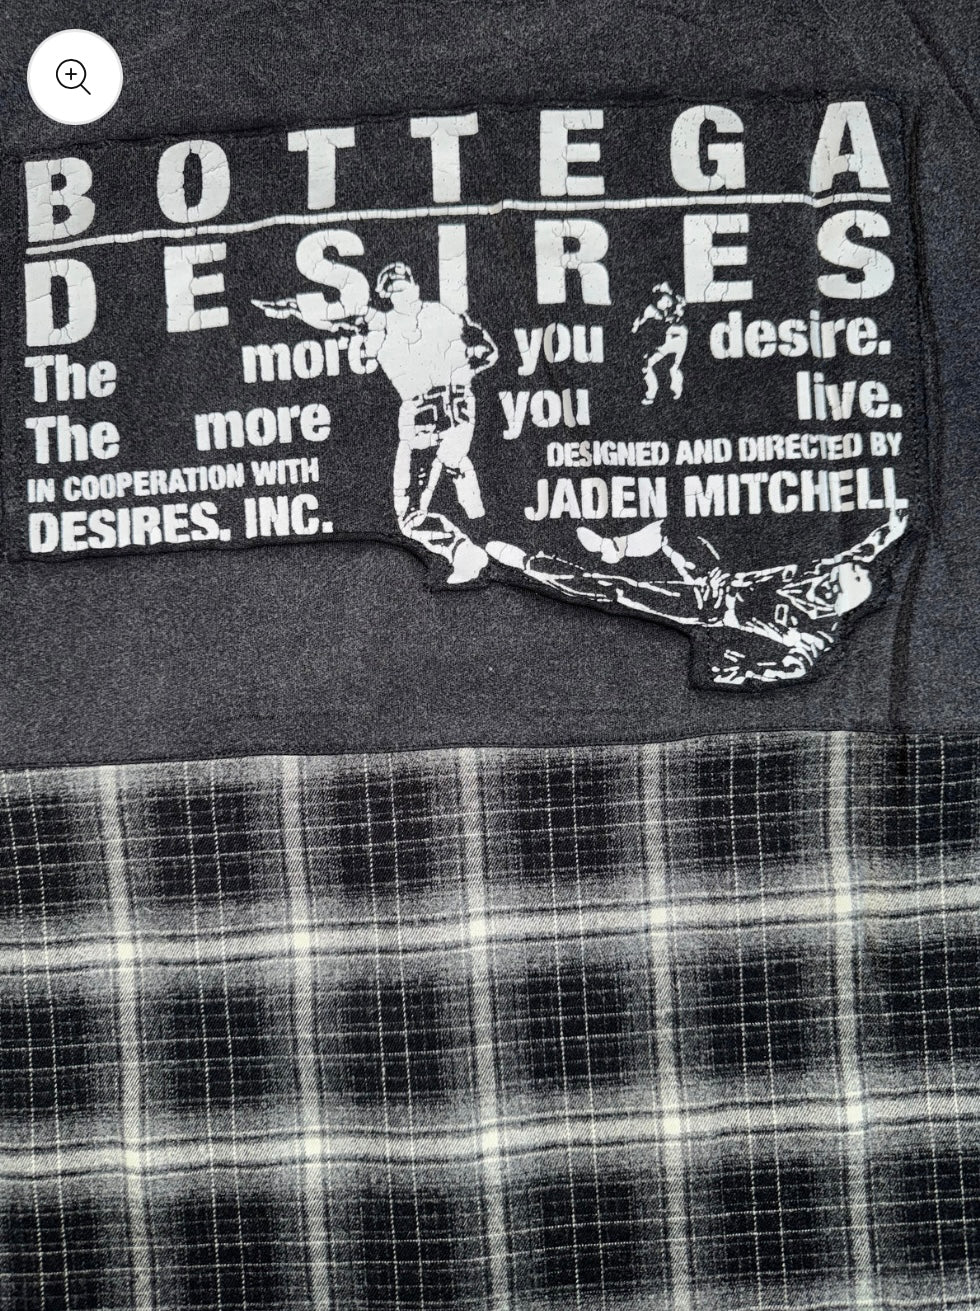 BOTTEGA
DESIRES
The more you desire.
The more you live.
IN COOPERATION WITH
DESIRES, INC.
DESIGNED AND DIRECTED BY
JADEN MITCHELL